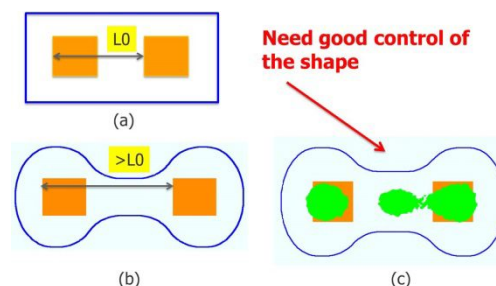 L0
Need good control of
the shape
(a)
>L0
(b)
(c)